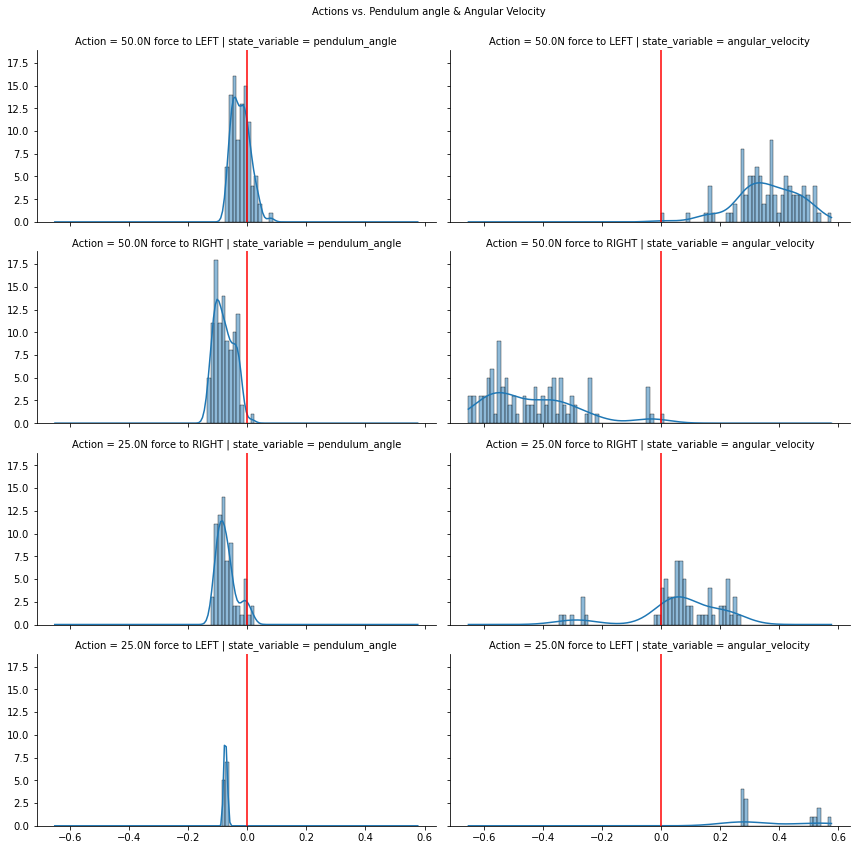 Actions vs. Pendulum angle & Angular Velocity
Action = 50.0N force to LEFT | state_variable = pendulum_angle
Action = 50.0N force to LEFT | state_variable = angular_velocity
17.5
15.0
12.5
10.0
7.5
5.0
2.5
0.0
Action = 50.0N force to RIGHT | state_variable = pendulum_angle
Action = 50.0N force to RIGHT | state_variable = angular_velocity
17.5
15.0
12.5
10.0
7.5
5.0
2.5
0.0
Action = 25.0N force to RIGHT | state_variable = pendulum_angle
Action = 25.0N force to RIGHT | state_variable = angular_velocity
17.5
15.0
12.5
10.0
7.5
5.0
2.5
0.0
Action = 25.0N force to LEFT | state_variable = pendulum_angle
Action = 25.0N force to LEFT | state_variable = angular_velocity
17.5
15.0
12.5
10.0
7.5
5.0
2.5
0.0
−0.6 −0.4 −0.2 0.0 0.2 0.4 0.6
−0.6 −0.4 −0.2 0.0 0.2 0.4 0.6